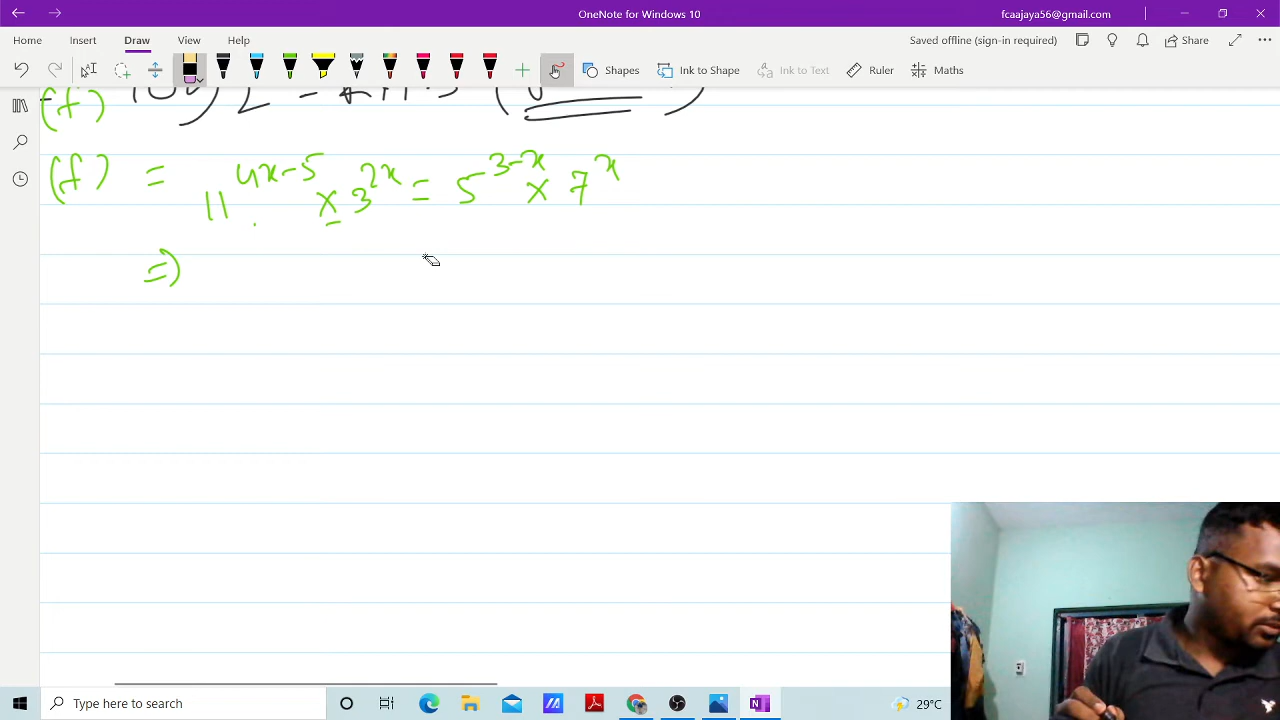 OneNote for Windows 10
fcaajaya56@gmail.com
Home Insert Draw View Help
Saved offline (sign-in required)
Share
Shapes Ink to Shape Ink to Text Ruler Maths
(f)
(f) = 11^{4x-5} × 3^{2x} = 5^{3-x} × 7^{x}
=>
Type here to search
29°C